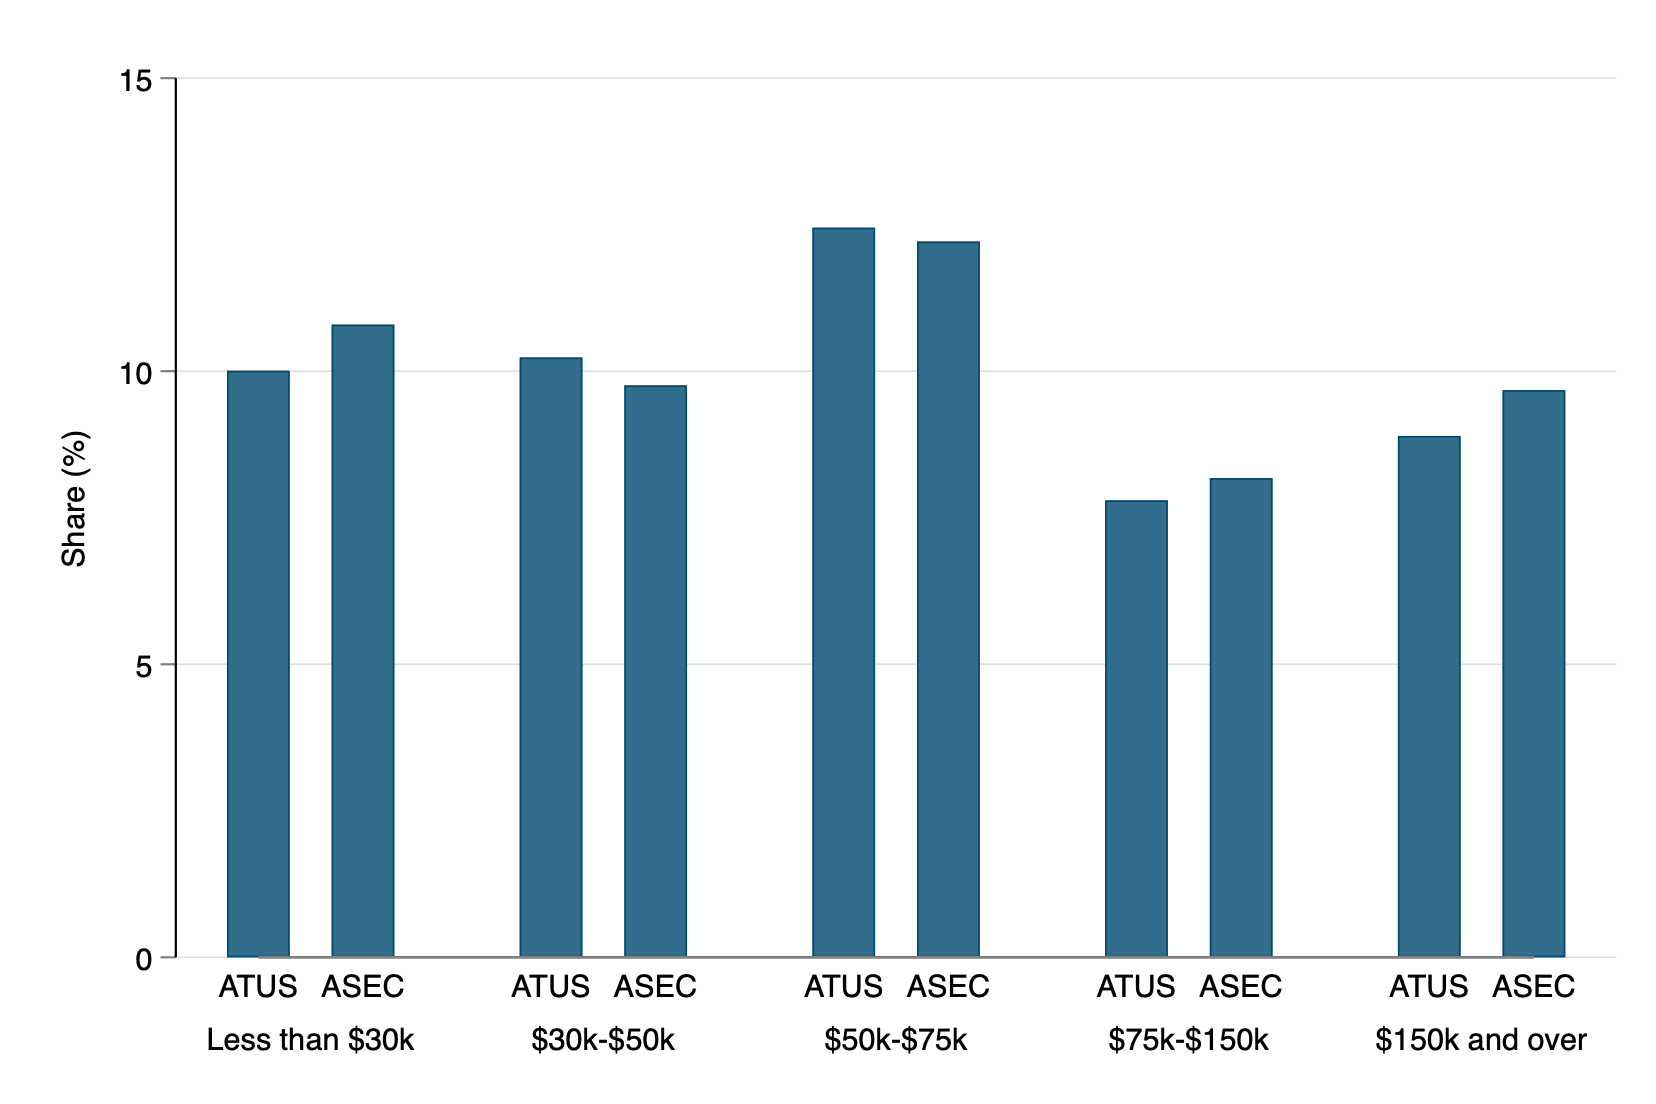 15
10
5
0
Share (%)
ATUS ASEC ATUS ASEC ATUS ASEC ATUS ASEC ATUS ASEC
Less than $30k $30k-$50k $50k-$75k $75k-$150k $150k and over